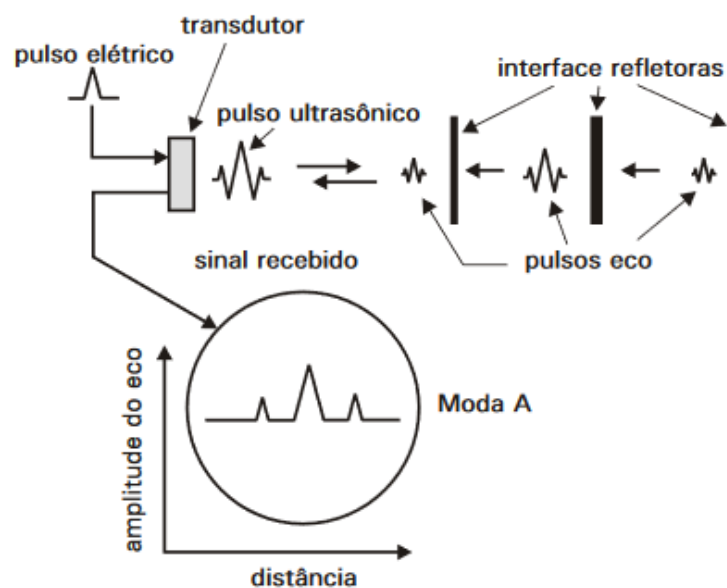 transdutor
pulso elétrico
interface refletoras
pulso ultrasônico
pulsos eco
sinal recebido
amplitude do eco
Moda A
distância